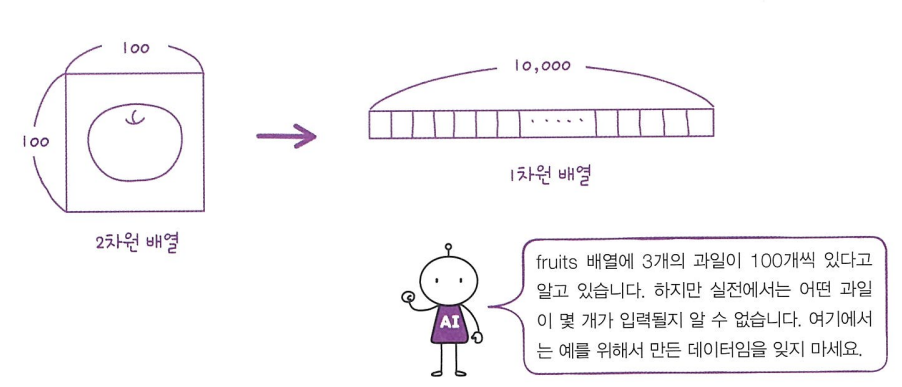 100
100
2차원 배열
10,000
1차원 배열
AI
fruits 배열에 3개의 과일이 100개씩 있다고
알고 있습니다. 하지만 실전에서는 어떤 과일
이 몇 개가 입력될지 알 수 없습니다. 여기에서
는 예를 위해서 만든 데이터임을 잊지 마세요.